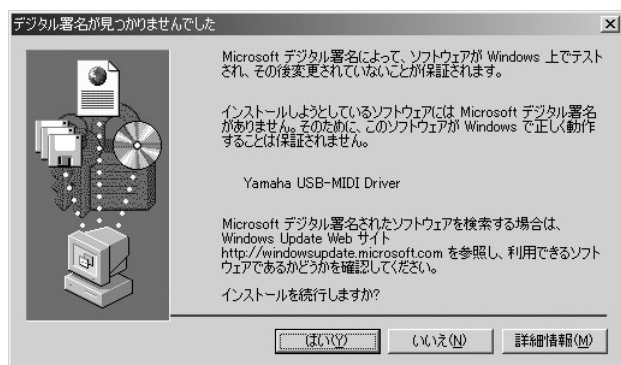 デジタル署名が見つかりませんでした
Microsoft デジタル署名によって、ソフトウェアが Windows 上でテスト
され、その後変更されていないことが保証されます。
インストールしようとしているソフトウェアには Microsoft デジタル署名
がありません。そのために、このソフトウェアが Windows で正しく動作
することは保証されません。
Yamaha USB-MIDI Driver
Microsoft デジタル署名されたソフトウェアを検索する場合は、
Windows Update Web サイト
http://windowsupdate.microsoft.com を参照し、利用できるソフト
ウェアであるかどうかを確認してください。
インストールを続行しますか?
はい(Y) いいえ(N) 詳細情報(M)